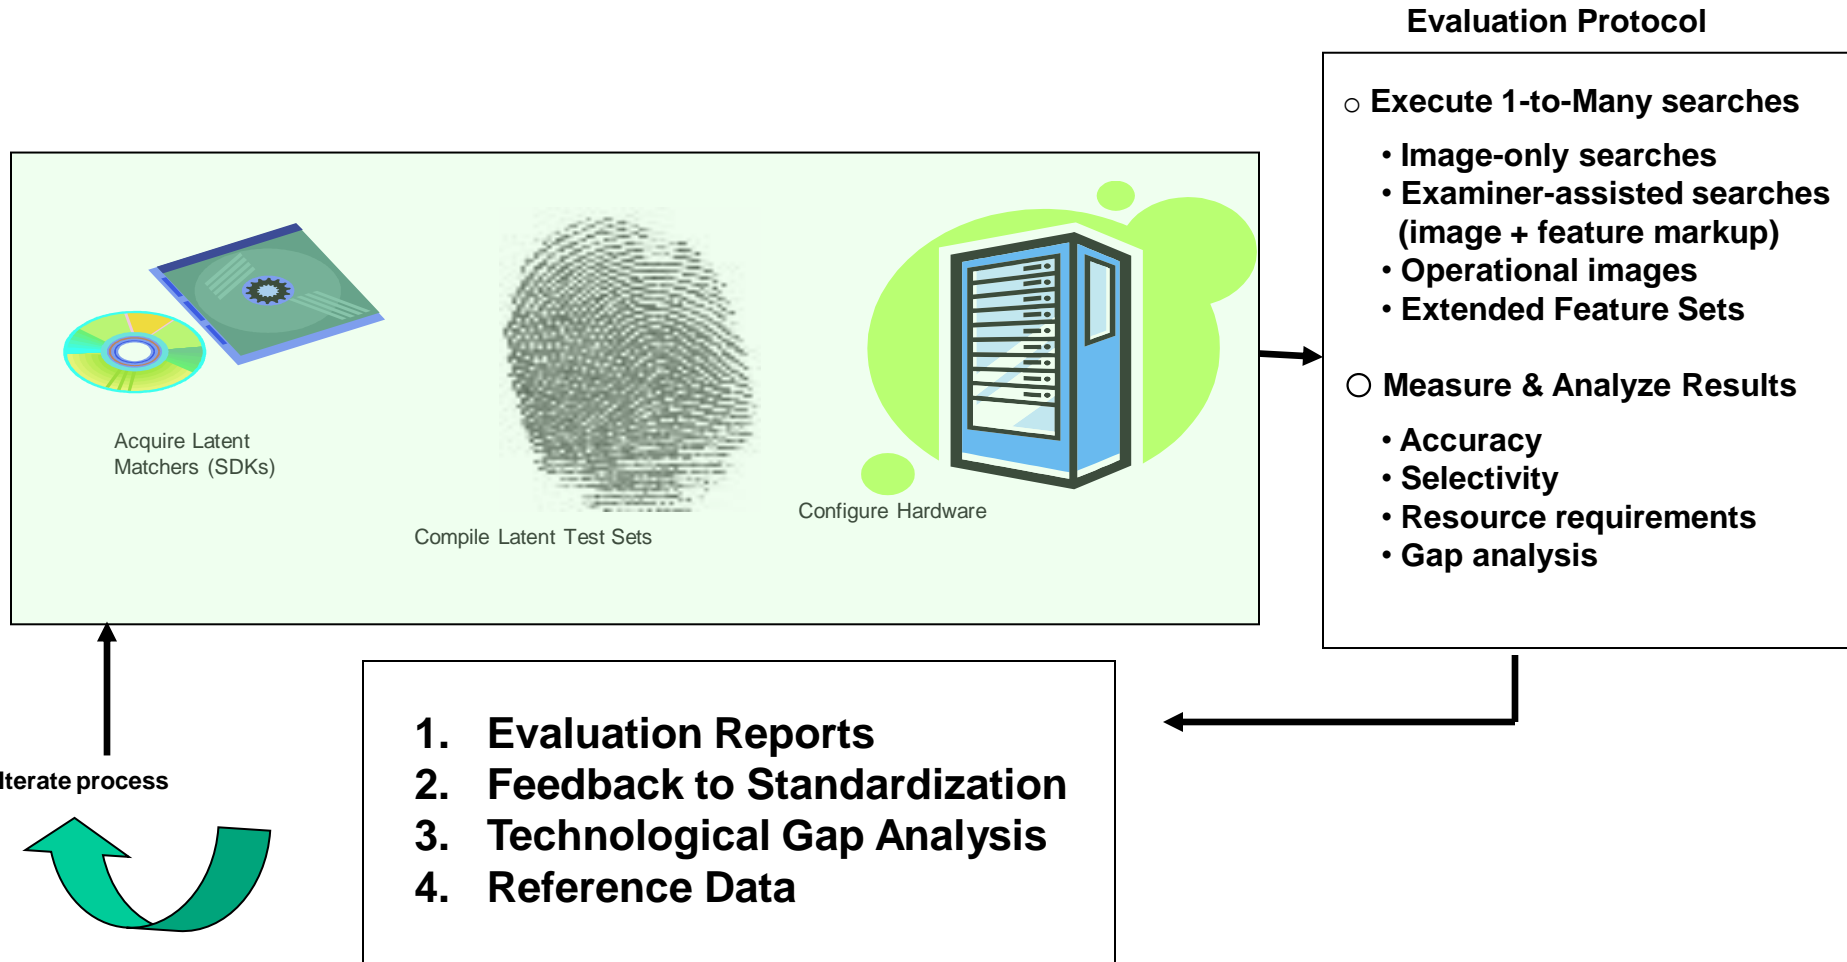 Evaluation Protocol
○ Execute 1-to-Many searches
• Image-only searches
• Examiner-assisted searches
(image + feature markup)
• Operational images
• Extended Feature Sets
○ Measure & Analyze Results
• Accuracy
• Selectivity
• Resource requirements
• Gap analysis
Acquire Latent
Matchers (SDKs)
Compile Latent Test Sets
Configure Hardware
Iterate process
1. Evaluation Reports
2. Feedback to Standardization
3. Technological Gap Analysis
4. Reference Data